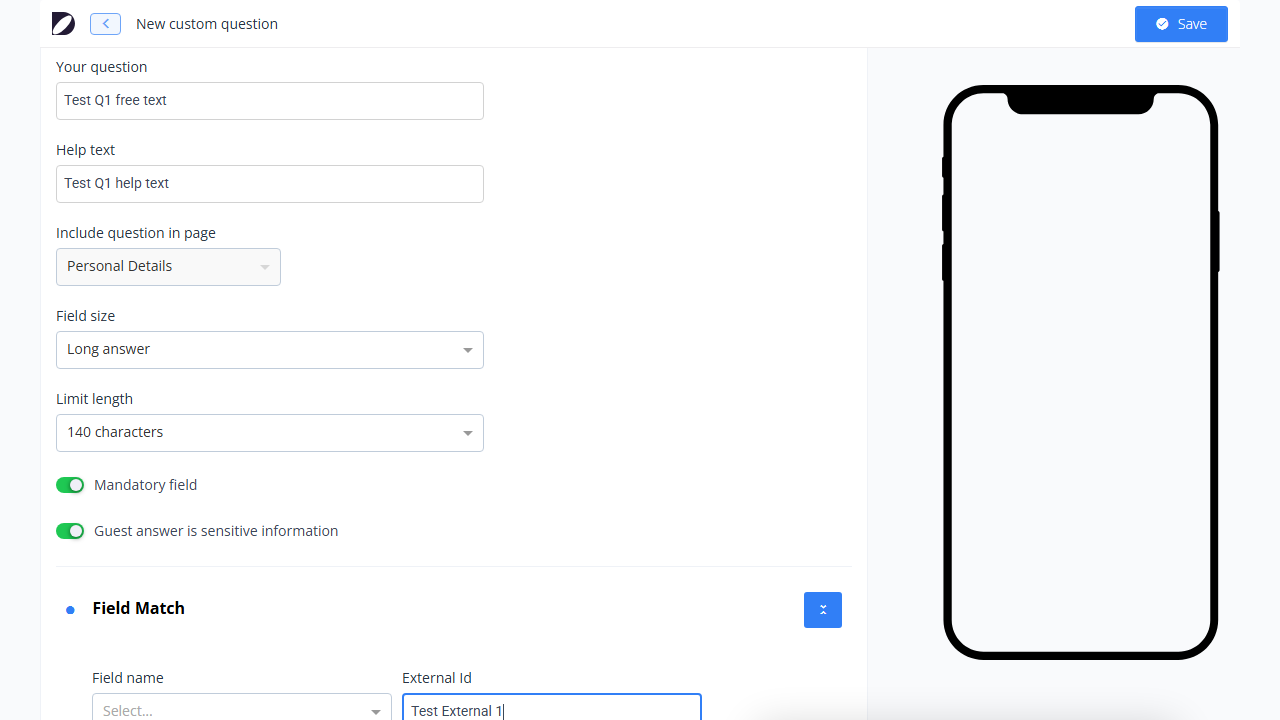 New custom question
Save
Your question
Test Q1 free text
Help text
Test Q1 help text
Include question in page
Personal Details
Field size
Long answer
Limit length
140 characters
Mandatory field
Guest answer is sensitive information
Field Match
Field name
External Id
Select...
Test External 1